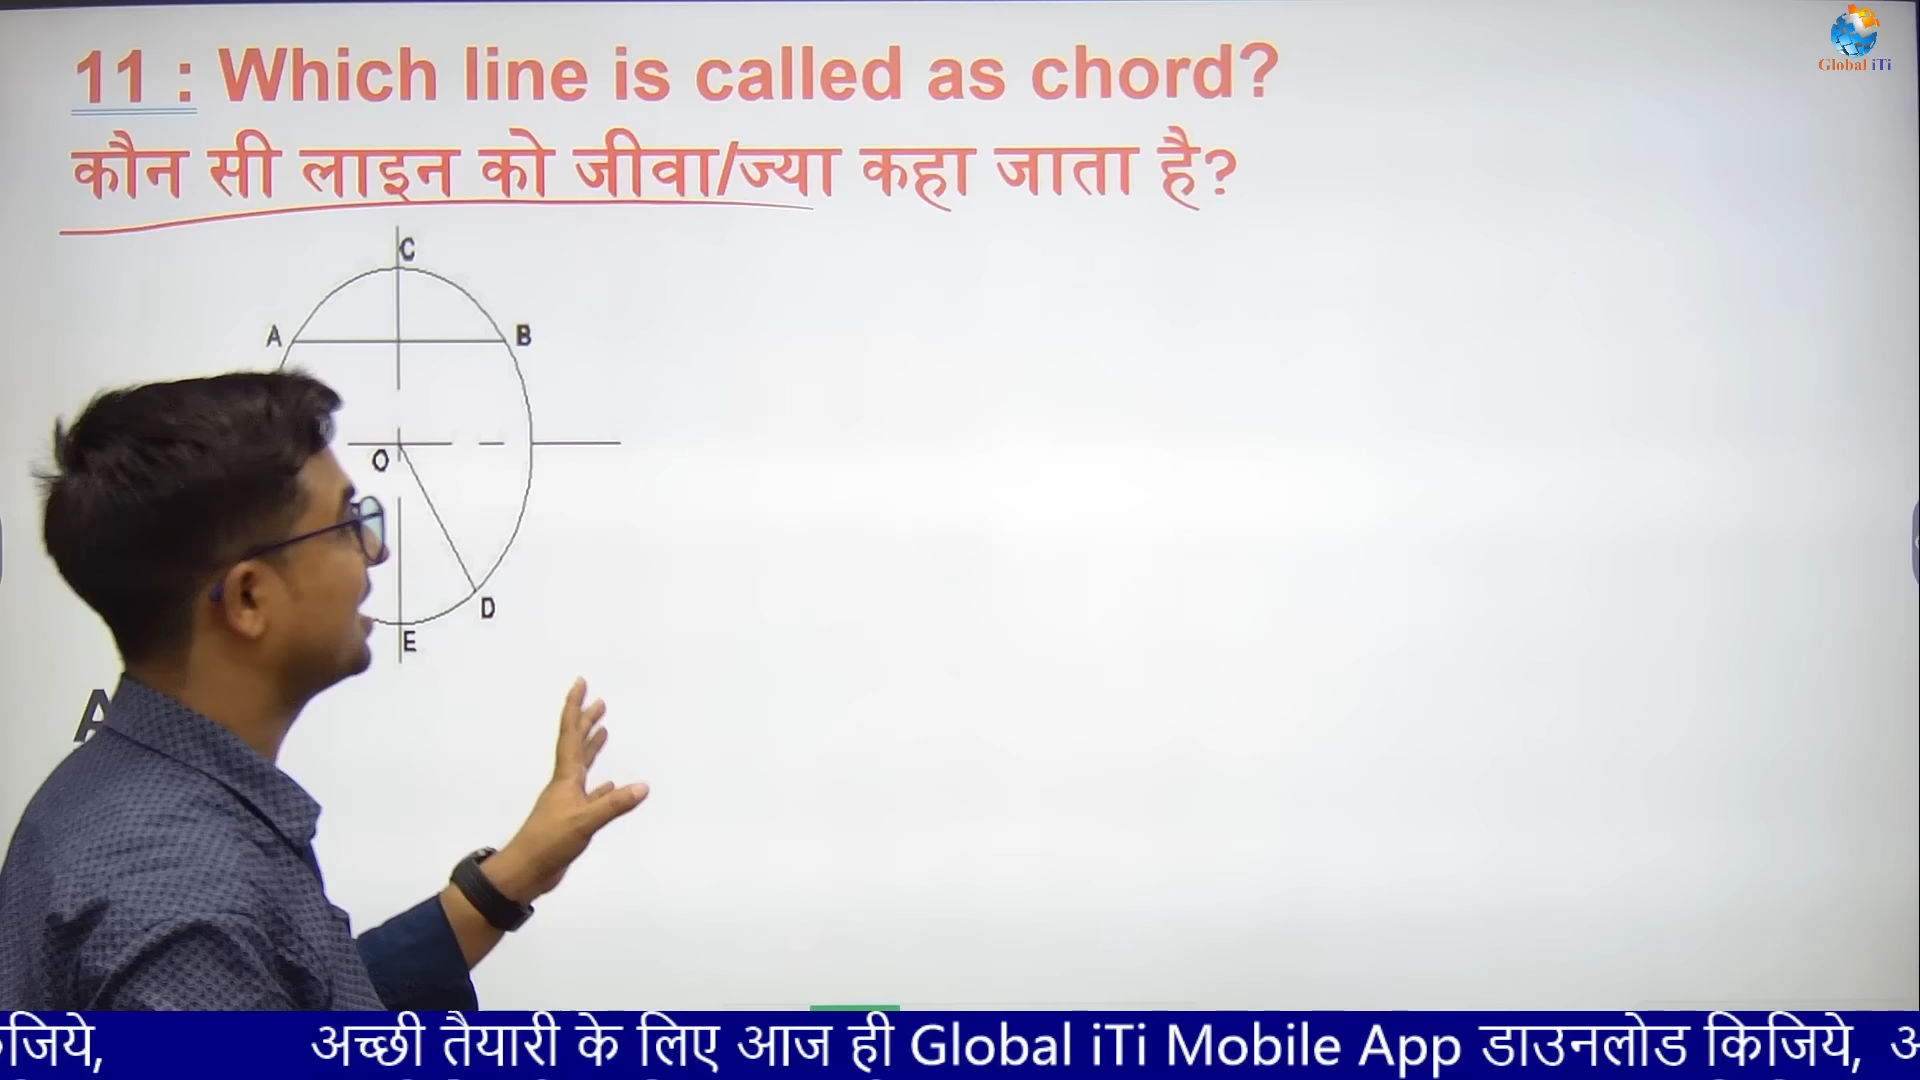 11 : Which line is called as chord?
कौन सी लाइन को जीवा/ज्या कहा जाता है?
Global iTi
C
A
B
O
D
E
A
अच्छी तैयारी के लिए आज ही Global iTi Mobile App डाउनलोड किजिये,